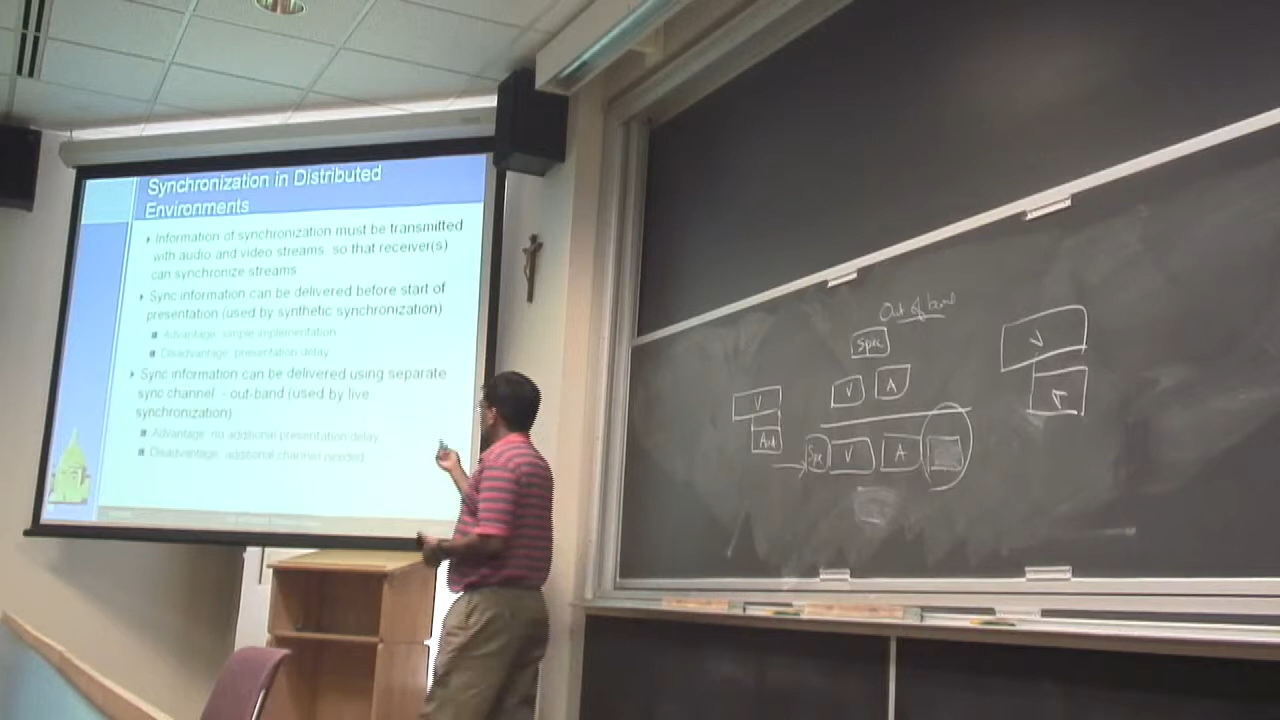 Synchronization in Distributed
Environments
Information of synchronization must be transmitted
with audio and video streams, so that receiver(s)
can synchronize streams
Sync information can be delivered before start of
presentation (used by synthetic synchronization)
Advantage: simple implementation
Disadvantage: presentation delay
Sync information can be delivered using separate
sync channel - out-band (used by live
synchronization)
Advantage: no additional presentation delay
Disadvantage: additional channel needed
Out of band
Spec
V
A
V
Aud
Spe
V
A
V